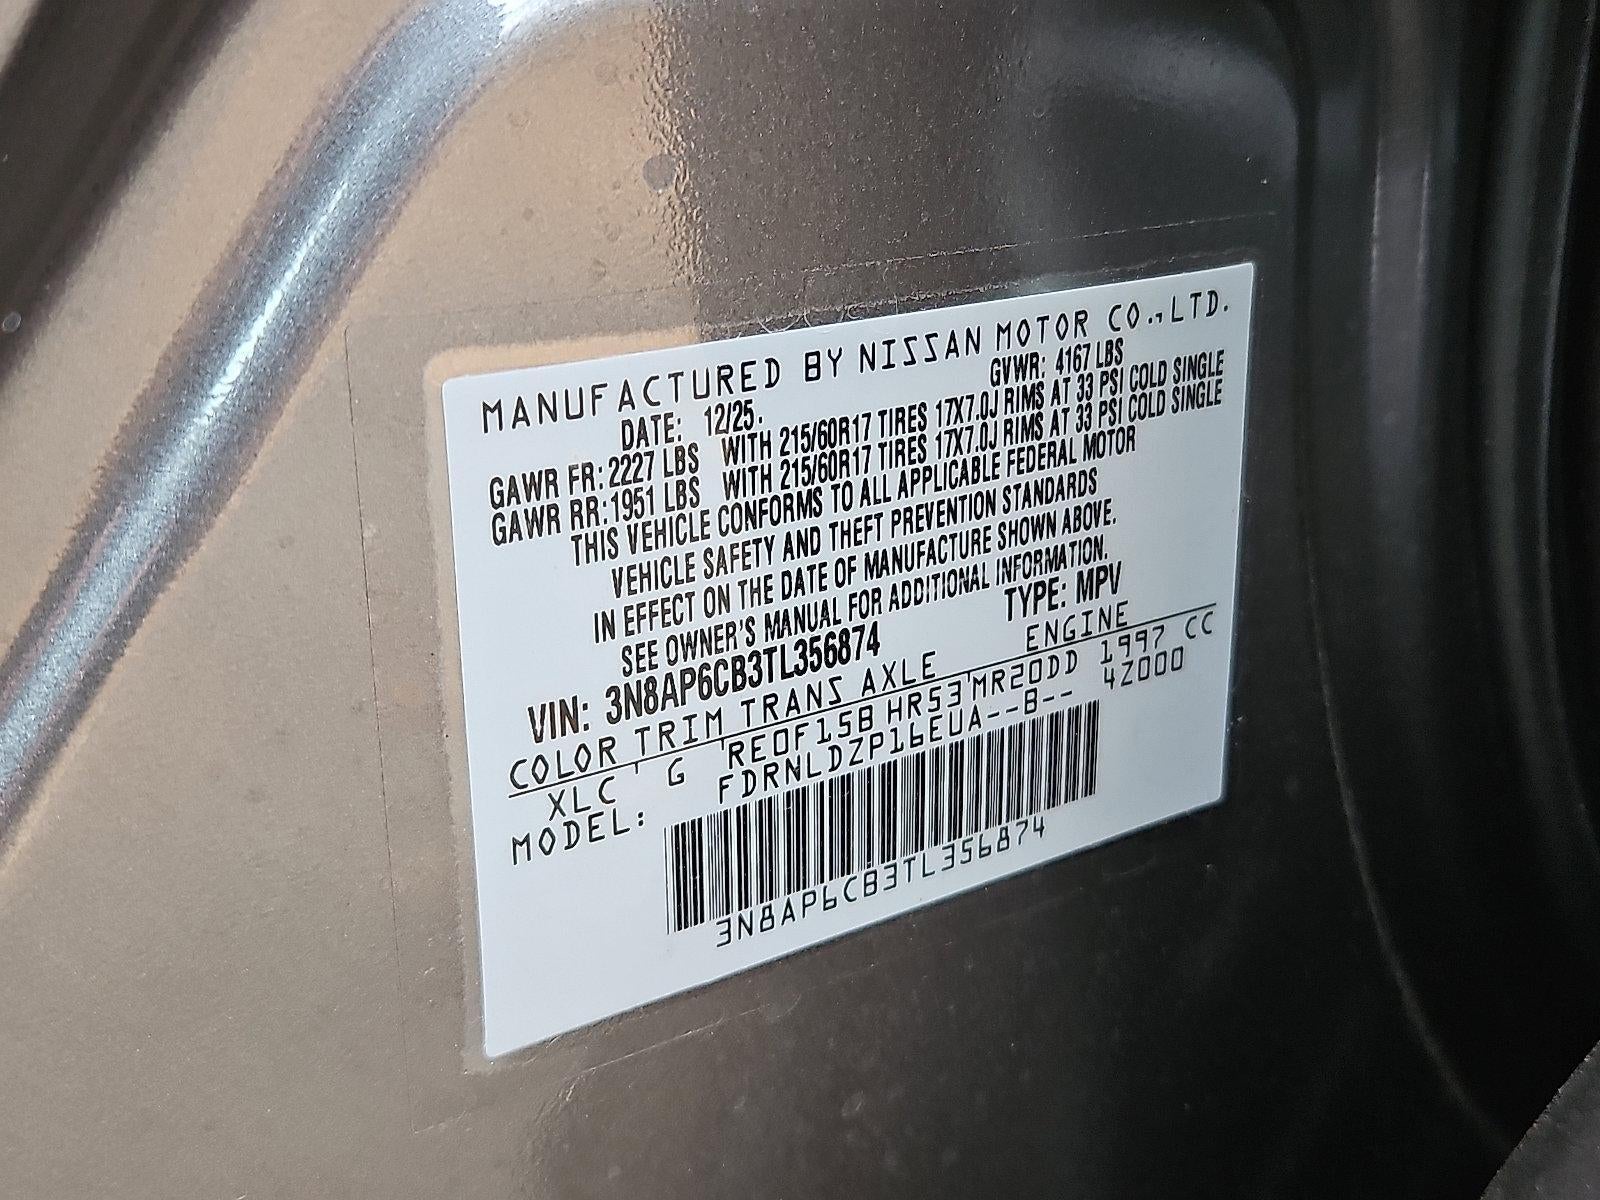 MANUFACTURED BY NISSAN MOTOR CO.,LTD.
DATE: 12/25. GVWR: 4167 LBS
GAWR FR: 2227 LBS WITH 215/60R17 TIRES 17X7.0J RIMS AT 33 PSI COLD SINGLE
GAWR RR: 1951 LBS WITH 215/60R17 TIRES 17X7.0J RIMS AT 33 PSI COLD SINGLE
THIS VEHICLE CONFORMS TO ALL APPLICABLE FEDERAL MOTOR
VEHICLE SAFETY AND THEFT PREVENTION STANDARDS
IN EFFECT ON THE DATE OF MANUFACTURE SHOWN ABOVE.
SEE OWNER'S MANUAL FOR ADDITIONAL INFORMATION.
VIN: 3N8AP6CB3TL356874 TYPE: MPV
COLOR TRIM TRANS AXLE ENGINE
XLC G RE0F15B HR53 MR20DD 1997 CC
MODEL: FDRNLDZP16EUA--B-- 4Z000
3N8AP6CB3TL356874